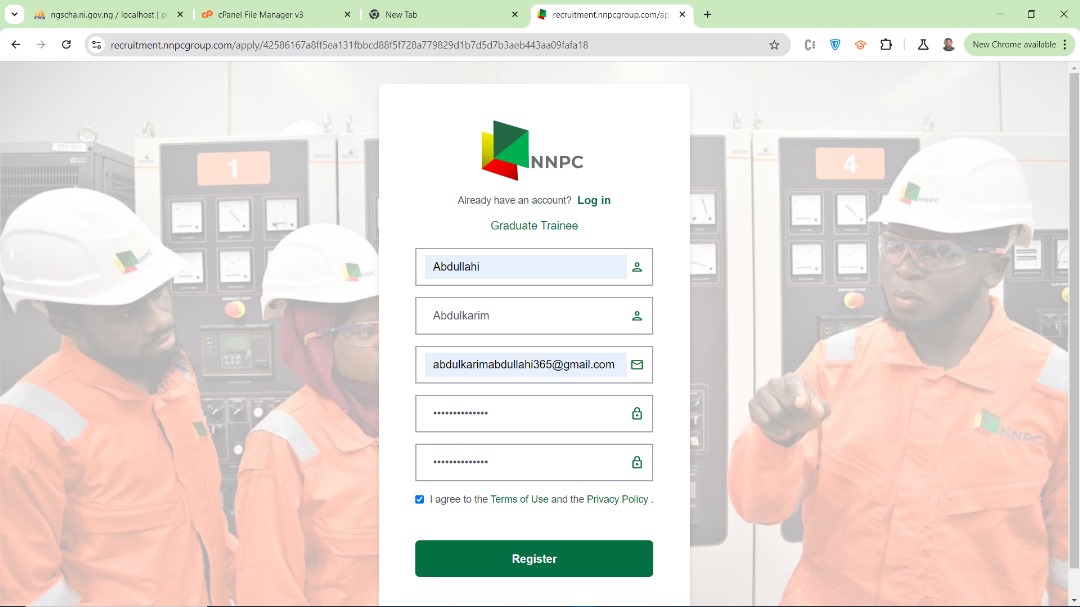 ngscha.ni.gov.ng / localhost | p
cPanel File Manager v3
New Tab
recruitment.nnpcgroup.com/ap
recruitment.nnpcgroup.com/apply/42586167a8ff5ea131fbbcd88f5f728a779829d1b7d5d7b3aeb443aa09fafa18
New Chrome available
NNPC
Already have an account? Log in
Graduate Trainee
Abdullahi
Abdulkarim
abdulkarimabdullahi365@gmail.com
I agree to the Terms of Use and the Privacy Policy .
Register
1
4
NNPC